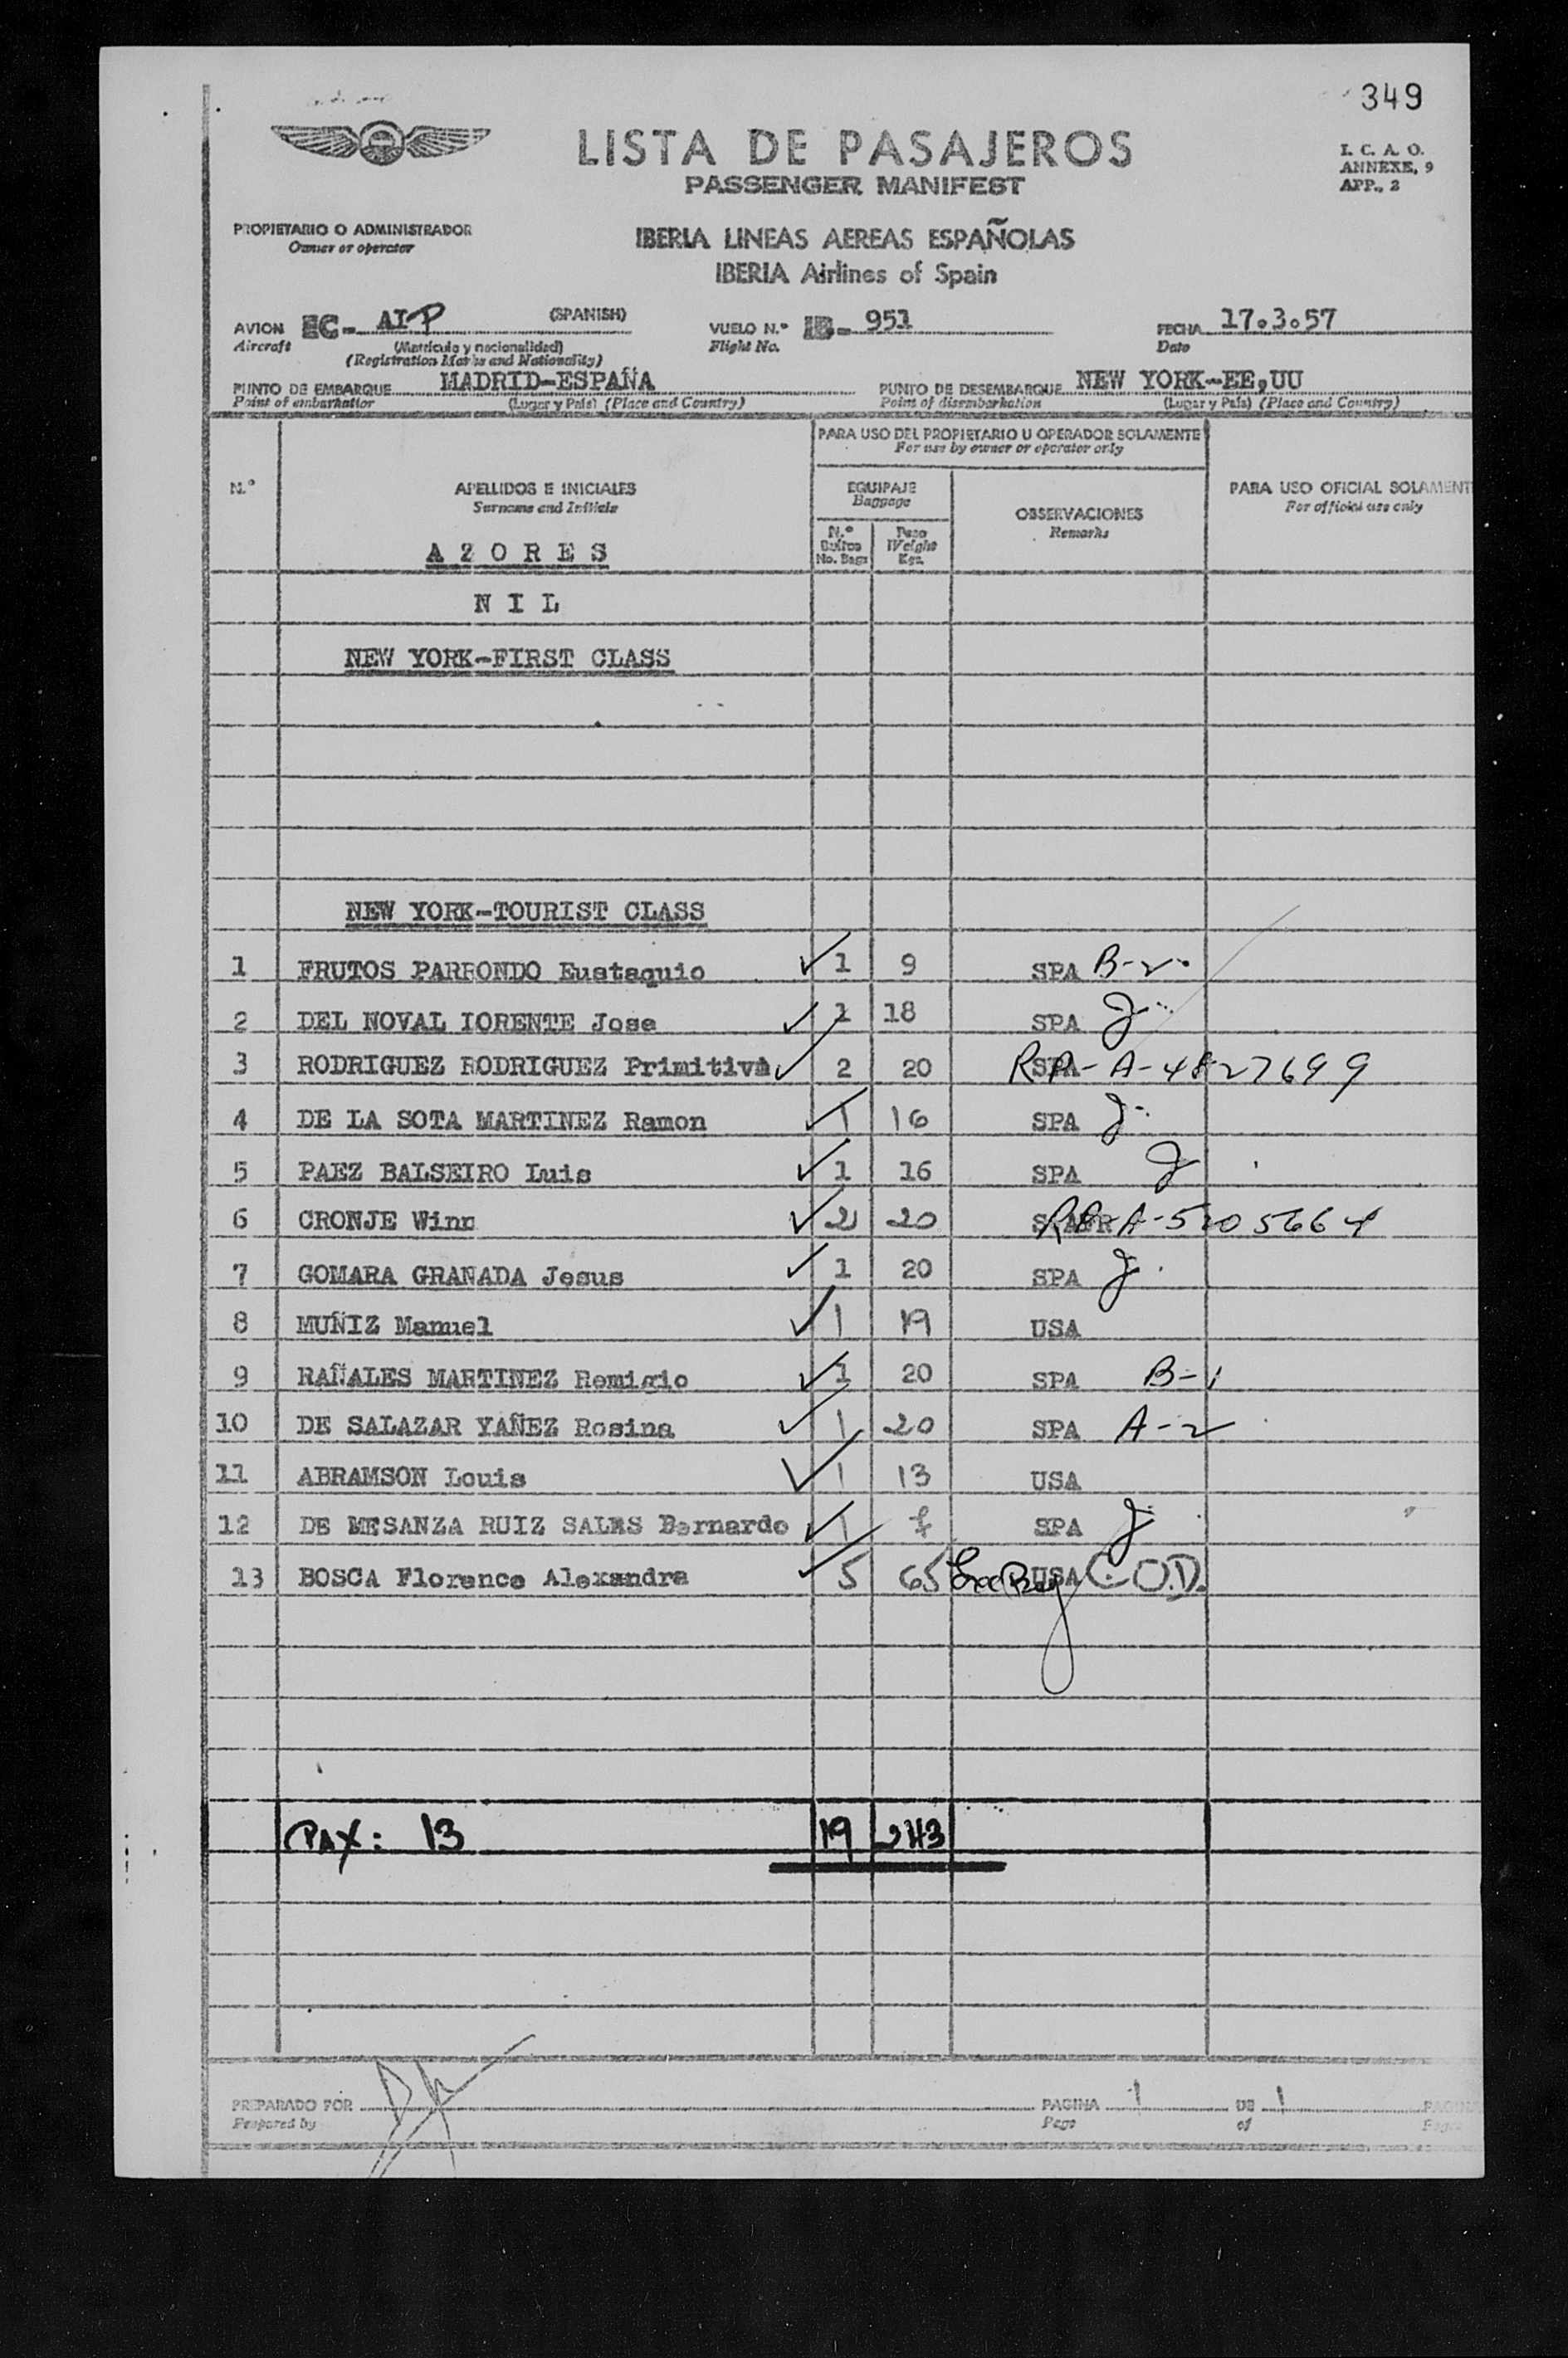 349
LISTA DE PASAJEROS
PASSENGER MANIFEST
I. C. A. O.
ANNEXE, 9
APP., 2
PROPIETARIO O ADMINISTRADOR
Owner or operator
IBERIA LINEAS AEREAS ESPAÑOLAS
IBERIA Airlines of Spain
AVION EC- AIP (SPANISH) VUELO N.° IB- 951 FECHA 17.3.57
Aircraft (Matrícula y nacionalidad) Flight No. Date
(Registration Marks and Nationality)
PUNTO DE EMBARQUE MADRID-ESPAÑA PUNTO DE DESEMBARQUE NEW YORK-EE,UU
Point of embarkation (Lugar y País) (Place and Country) Point of disembarkation (Lugar y País) (Place and Country)
PARA USO DEL PROPIETARIO U OPERADOR SOLAMENTE
For use by owner or operator only
N.° APELLIDOS E INICIALES EQUIPAJE OBSERVACIONES PARA USO OFICIAL SOLAMENT
Surname and Initials Baggage Remarks For official use only
N.° Bultos No. Bags Peso Weight Kgs.
A Z O R E S
N I L
NEW YORK-FIRST CLASS
NEW YORK-TOURIST CLASS
1 FRUTOS PARRONDO Eustaquio 1 9 SPA B-2
2 DEL NOVAL LORENTE Jose 1 18 SPA
3 RODRIGUEZ RODRIGUEZ Primitiva 2 20 SPA RP-A-4827699
4 DE LA SOTA MARTINEZ Ramon 1 16 SPA
5 PAEZ BALSEIRO Luis 1 16 SPA
6 CRONJE Winn 2 20 A-5205664
7 GOMARA GRANADA Jesus 1 20 SPA
8 MUÑIZ Manuel 1 19 USA
9 RAÑALES MARTINEZ Remigio 1 20 SPA B-1
10 DE SALAZAR YAÑEZ Rosina 1 20 SPA A-2
11 ABRAMSON Louis 1 13 USA
12 DE MESANZA RUIZ SALAS Bernardo 1 SPA
13 BOSCA Florence Alexandra 5 65 USA C.O.D.
PAX: 13 19 243
PREPARADO POR PAGINA 1 DE 1
Prepared by Page of